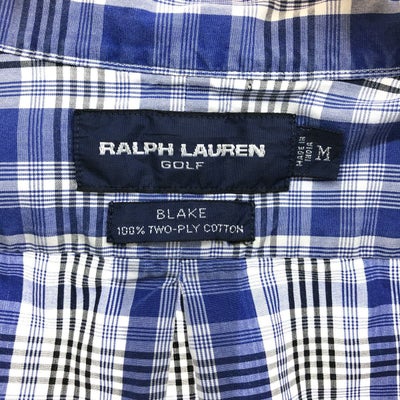 RALPH LAUREN
GOLF
MADE IN
INDIA
M
BLAKE
100% TWO-PLY COTTON